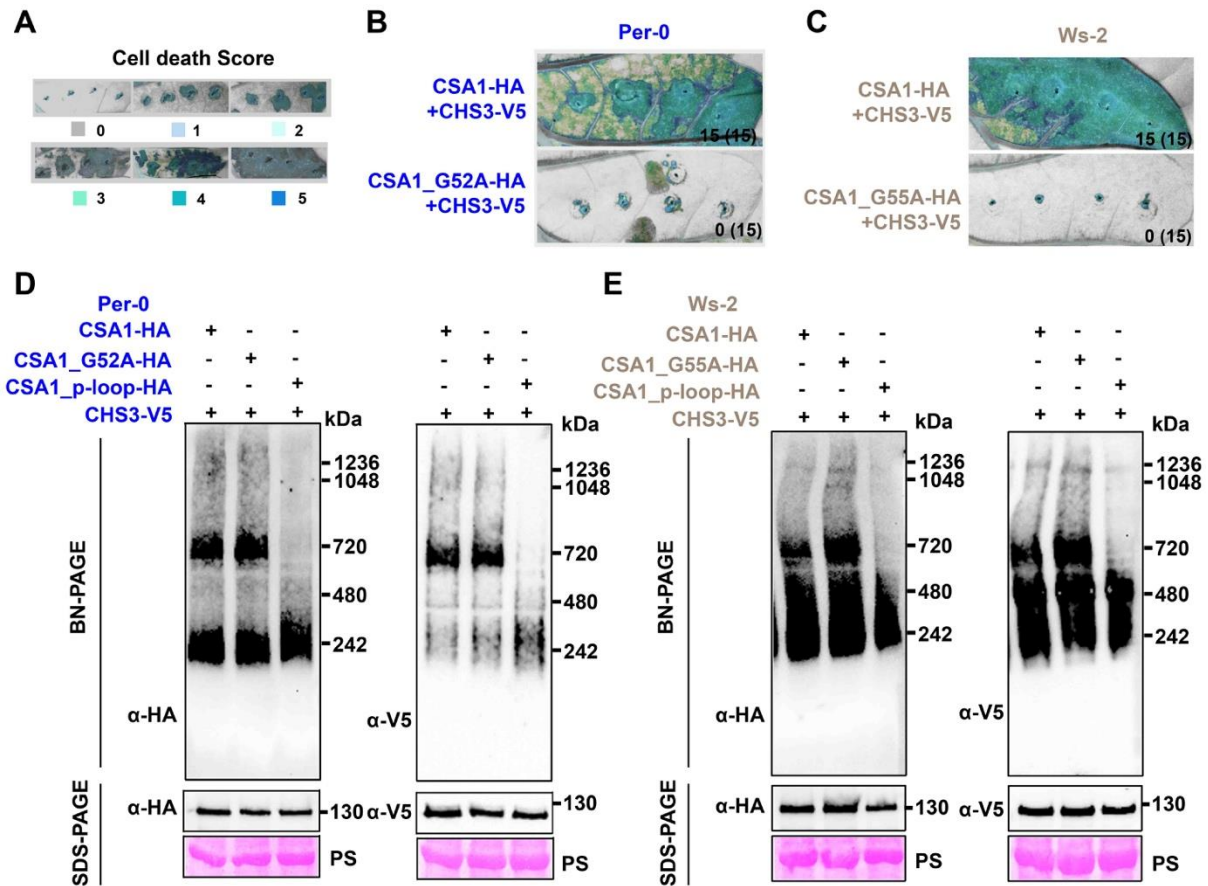 A
Cell death Score
0 1 2
3 4 5
B
Per-0
CSA1-HA
+CHS3-V5
15 (15)
CSA1_G52A-HA
+CHS3-V5
0 (15)
C
Ws-2
CSA1-HA
+CHS3-V5
15 (15)
CSA1_G55A-HA
+CHS3-V5
0 (15)
D
Per-0
CSA1-HA + - - + - -
CSA1_G52A-HA - + - - + -
CSA1_p-loop-HA - - + - - +
CHS3-V5 + + + + + +
kDa kDa
BN-PAGE
1236 1236
1048 1048
720 720
480 480
242 242
α-HA α-V5
SDS-PAGE
α-HA 130 α-V5 130
PS PS
E
Ws-2
CSA1-HA + - - + - -
CSA1_G55A-HA - + - - + -
CSA1_p-loop-HA - - + - - +
CHS3-V5 + + + + + +
kDa kDa
BN-PAGE
1236 1236
1048 1048
720 720
480 480
242 242
α-HA α-V5
SDS-PAGE
α-HA 130 α-V5 130
PS PS